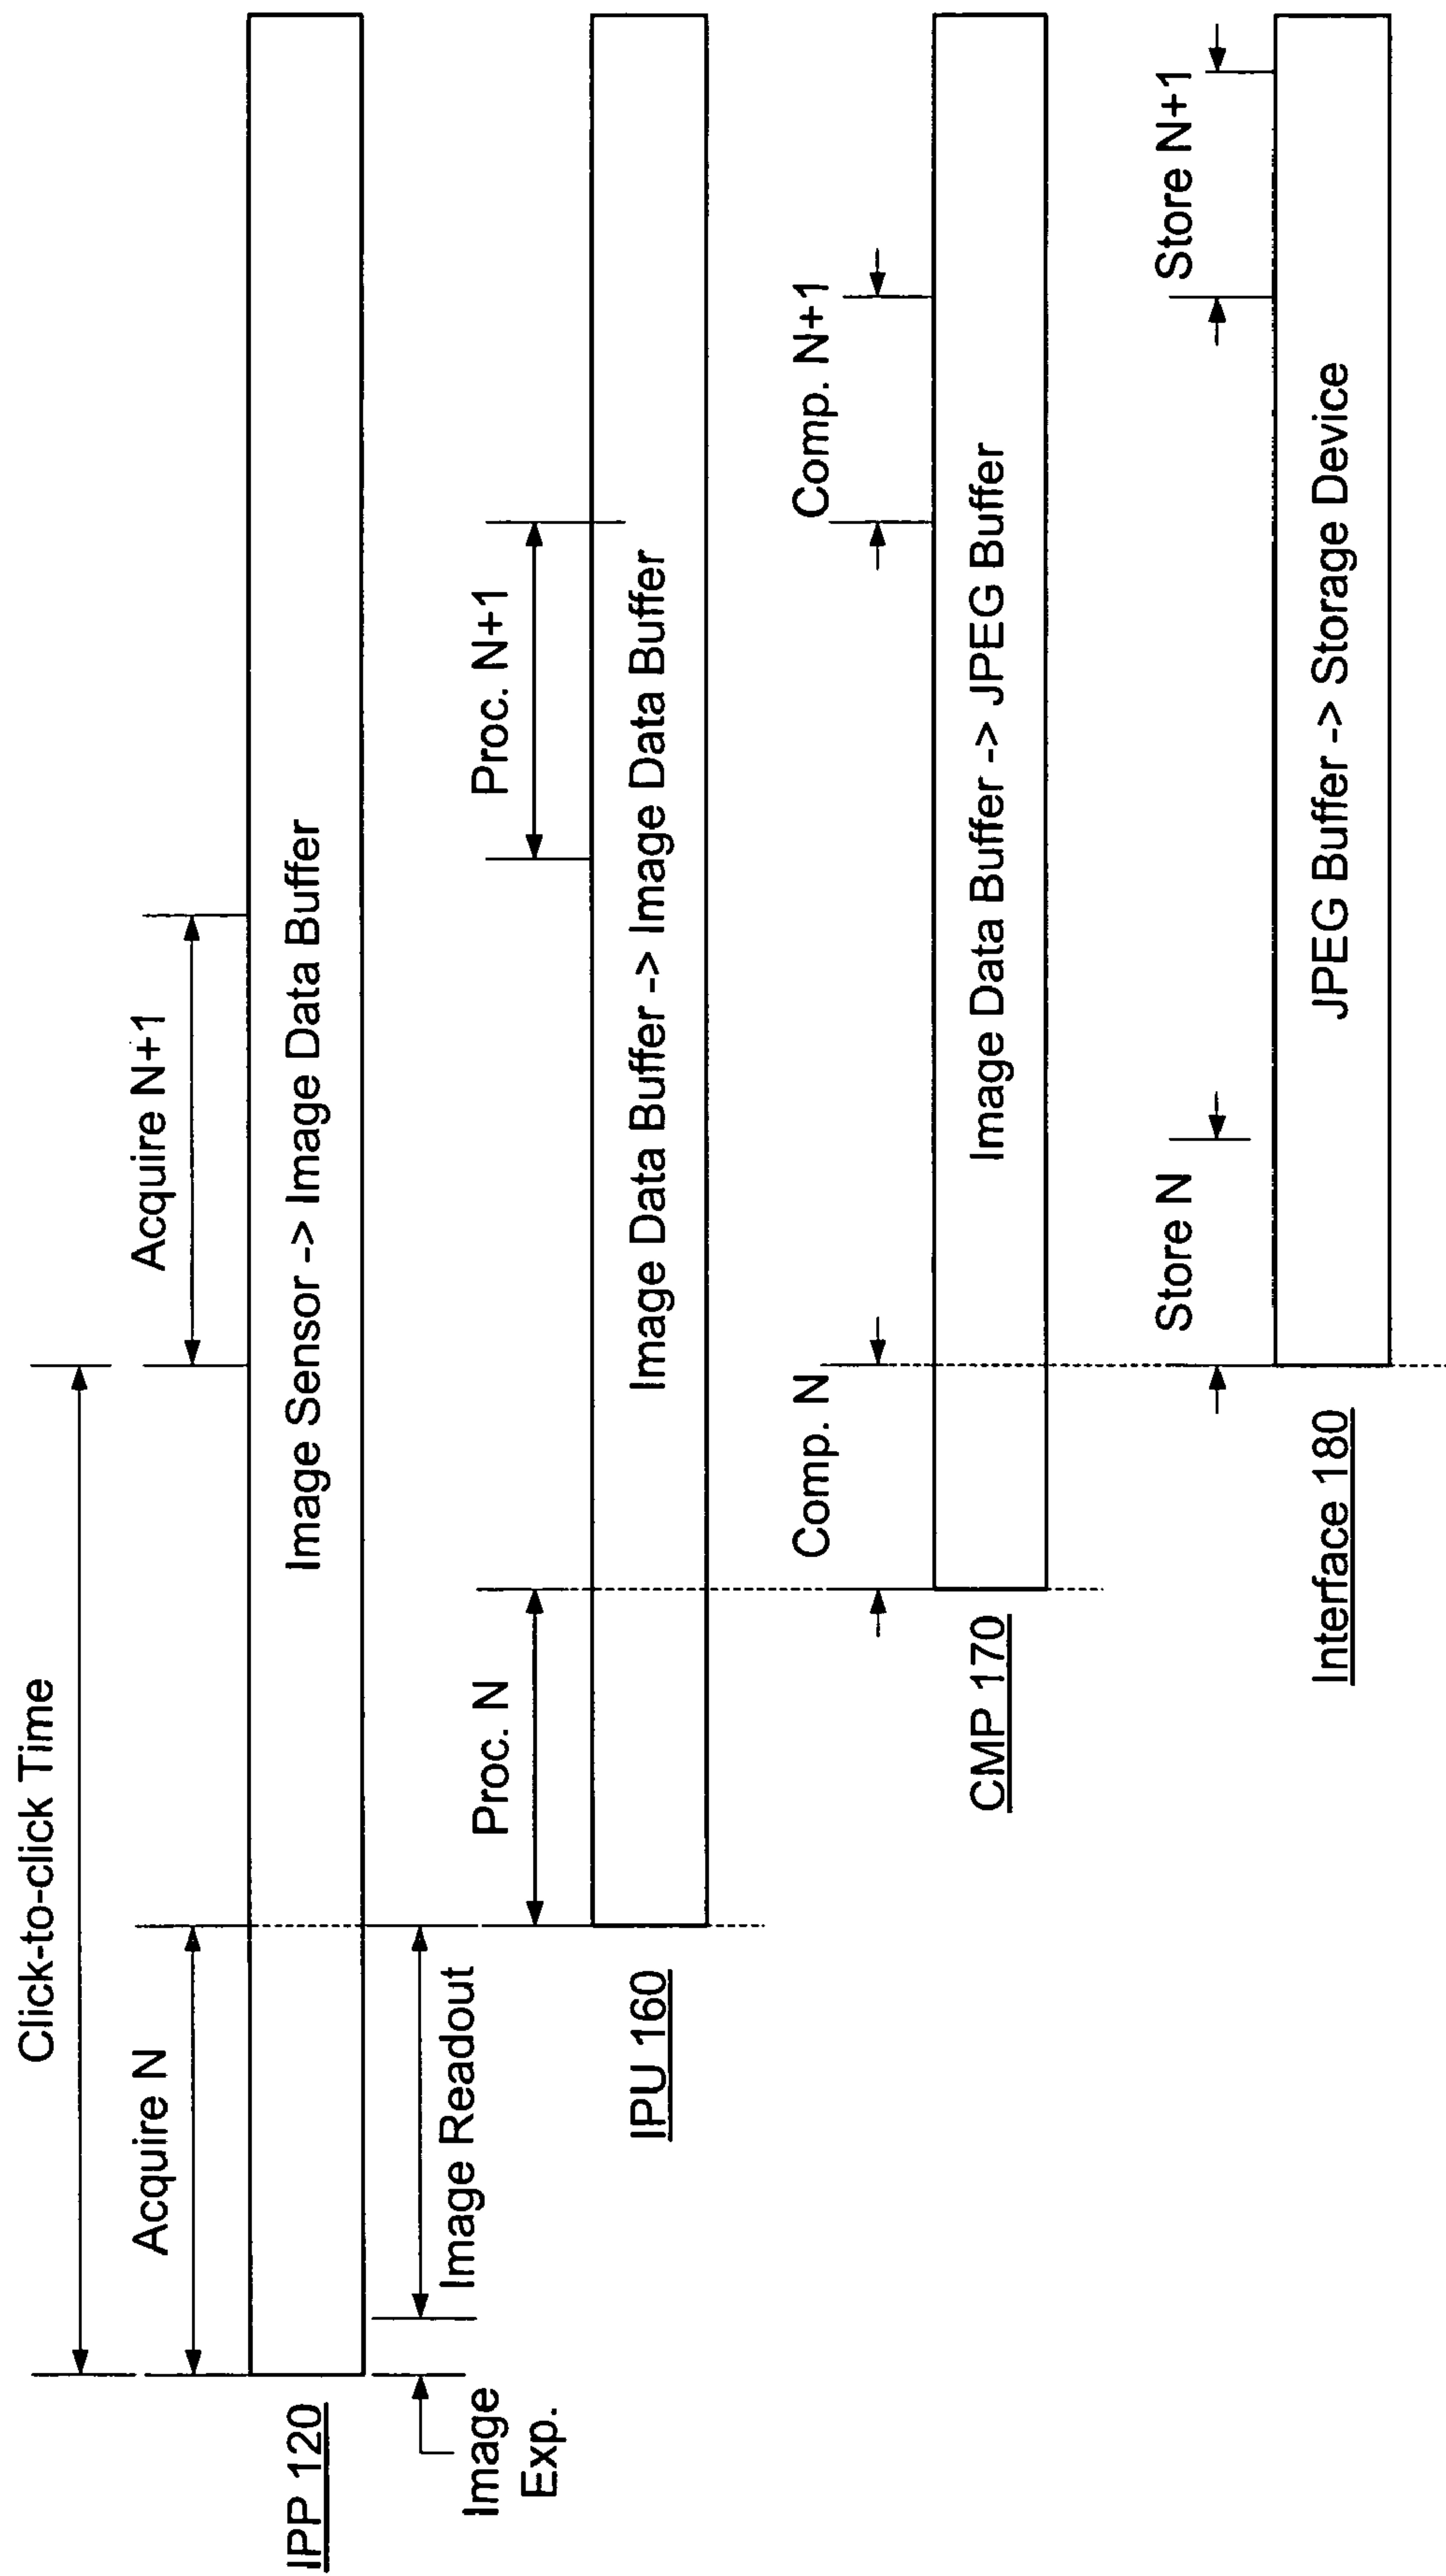 Click-to-click Time
Acquire N
Acquire N+1
IPP 120
Image Sensor -> Image Data Buffer
Image
Exp.
Image Readout
Proc. N
Proc. N+1
IPU 160
Image Data Buffer -> Image Data Buffer
Comp. N
Comp. N+1
CMP 170
Image Data Buffer -> JPEG Buffer
Store N
Store N+1
Interface 180
JPEG Buffer -> Storage Device